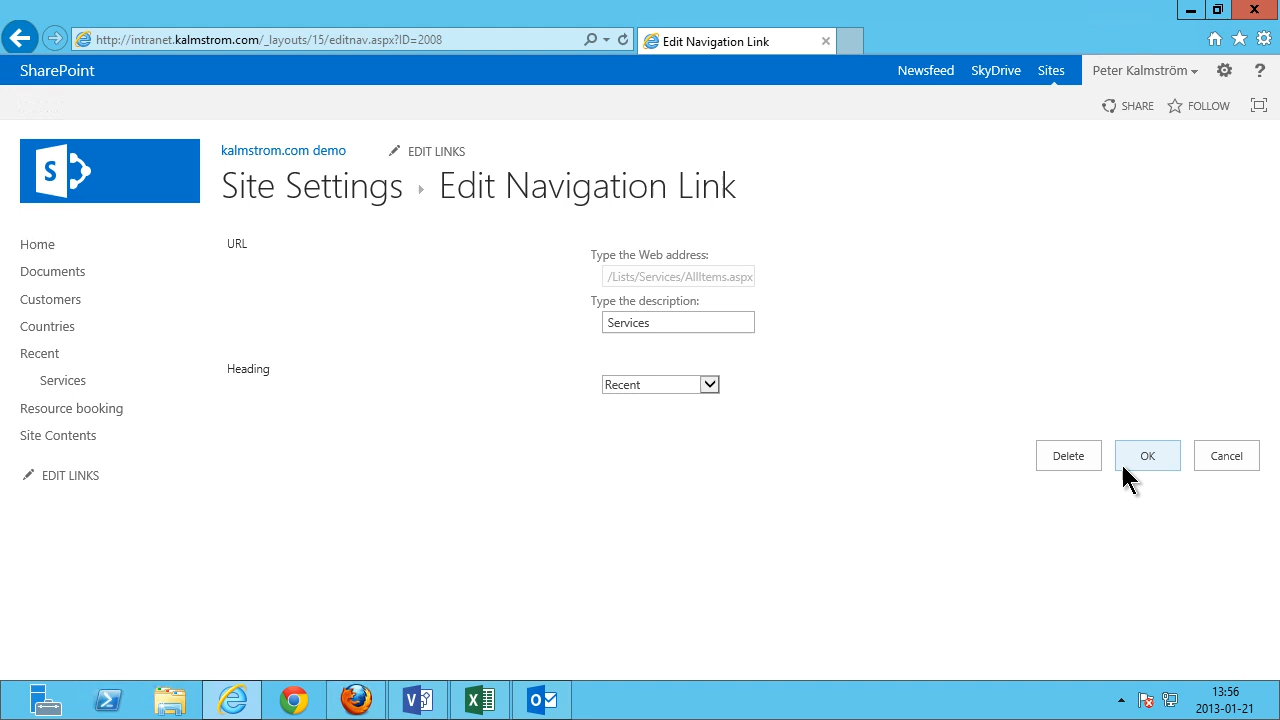 http://intranet.kalmstrom.com/_layouts/15/editnav.aspx?ID=2008
Edit Navigation Link
SharePoint
Newsfeed
SkyDrive
Sites
Peter Kalmström
?
SHARE
FOLLOW
S
kalmstrom.com demo
EDIT LINKS
Site Settings
Edit Navigation Link
Home
Documents
Customers
Countries
Recent
Services
Resource booking
Site Contents
EDIT LINKS
URL
Type the Web address:
/Lists/Services/AllItems.aspx
Type the description:
Services
Heading
Recent
Delete
OK
Cancel
13:56
2013-01-21